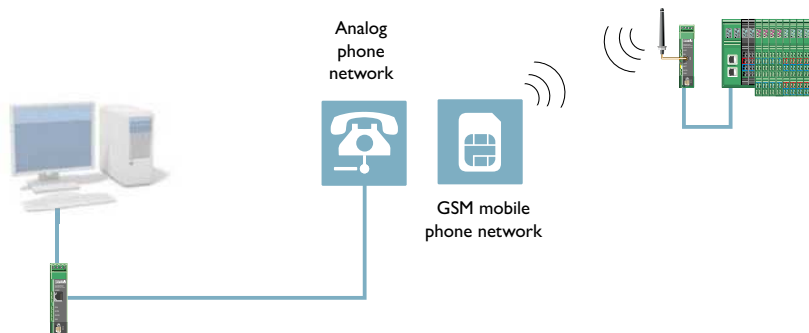 Analog
phone
network
GSM mobile
phone network